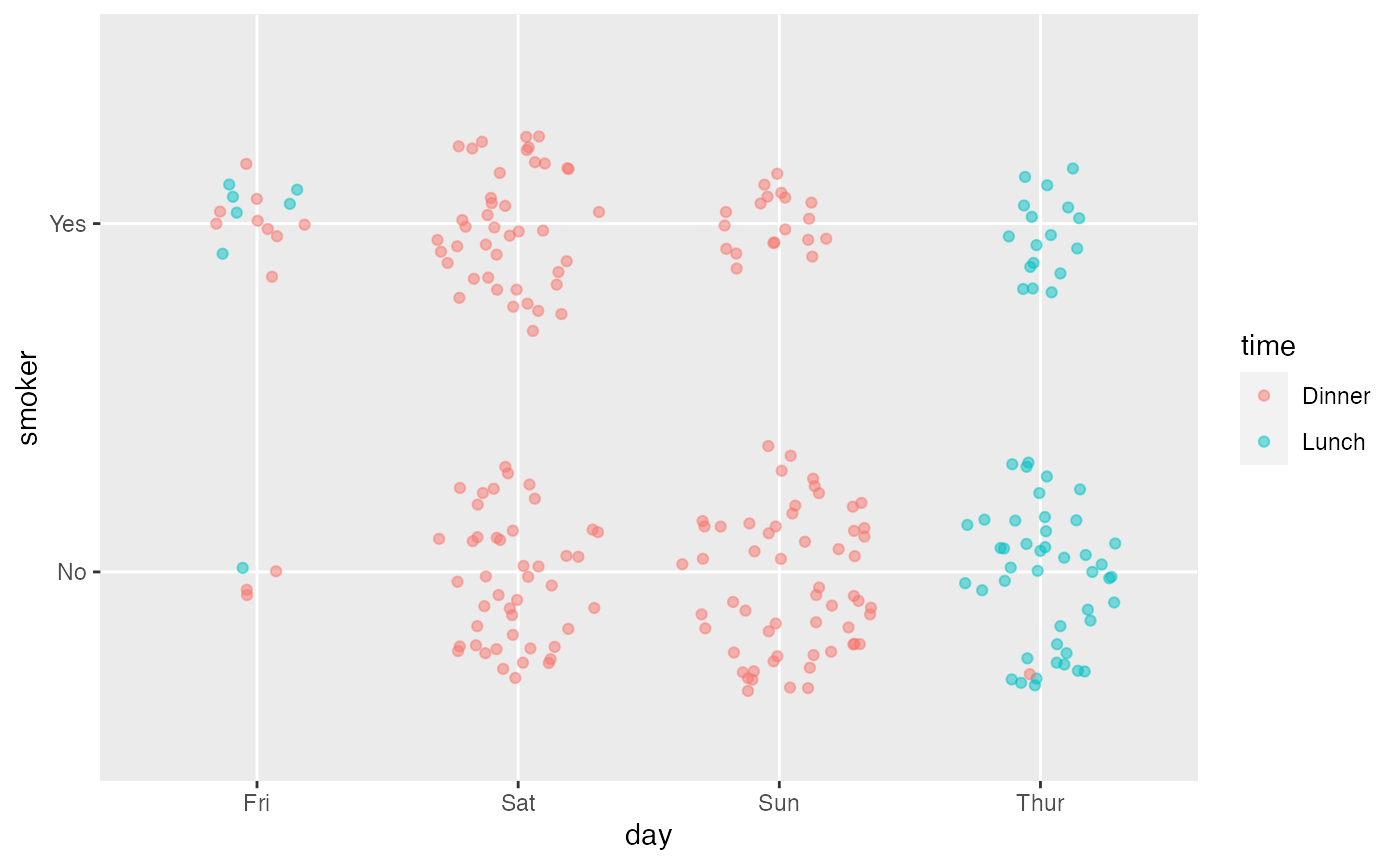 Yes
No
smoker
Fri
Sat
Sun
Thur
day
time
Dinner
Lunch